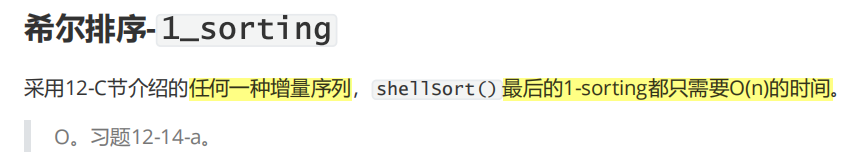 希尔排序-1_sorting
采用12-C节介绍的任何一种增量序列，shellSort()最后的1-sorting都只需要O(n)的时间。
O。习题12-14-a。